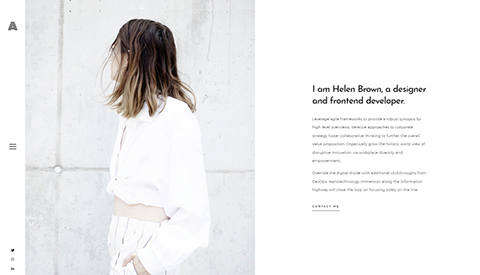 A
I am Helen Brown, a designer
and frontend developer.
Leverage agile frameworks to provide a robust synopsis for
high level overviews. Iterative approaches to corporate
strategy foster collaborative thinking to further the overall
value proposition. Organically grow the holistic world view of
disruptive innovation via workplace diversity and
empowerment.
Override the digital divide with additional clickthroughs from
DevOps. Nanotechnology immersion along the information
highway will close the loop on focusing solely on the
CONTACT ME